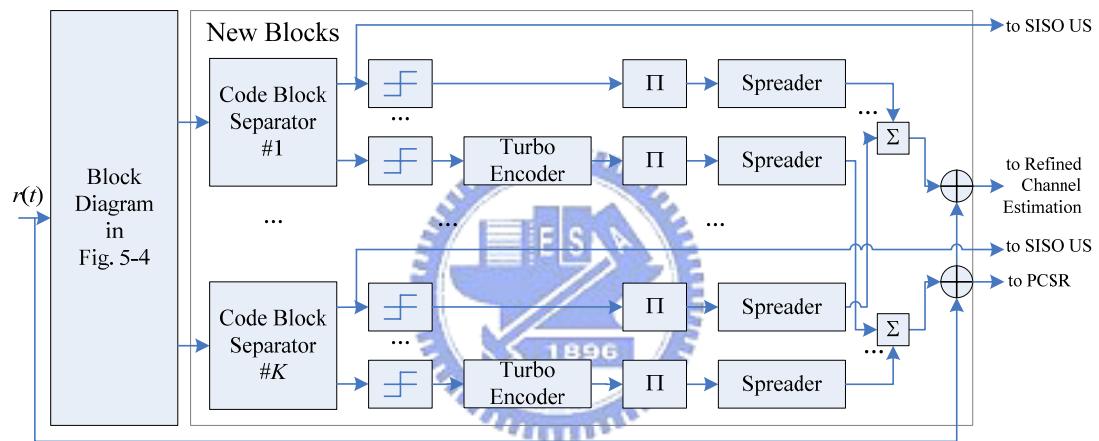 New Blocks
to SISO US
Code Block
Separator
#1
Π
Spreader
...
...
Σ
Turbo
Encoder
Π
Spreader
r(t)
Block
Diagram
in
Fig. 5-4
to Refined
Channel
Estimation
...
...
...
E S A
to SISO US
to PCSR
Code Block
Separator
#K
Π
Spreader
...
Σ
...
1896
Turbo
Encoder
Π
Spreader